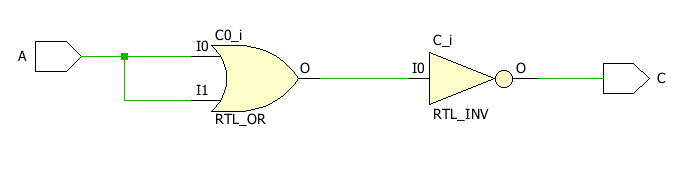 A
I0
I1
C0_i
O
RTL_OR
I0
C_i
O
RTL_INV
C